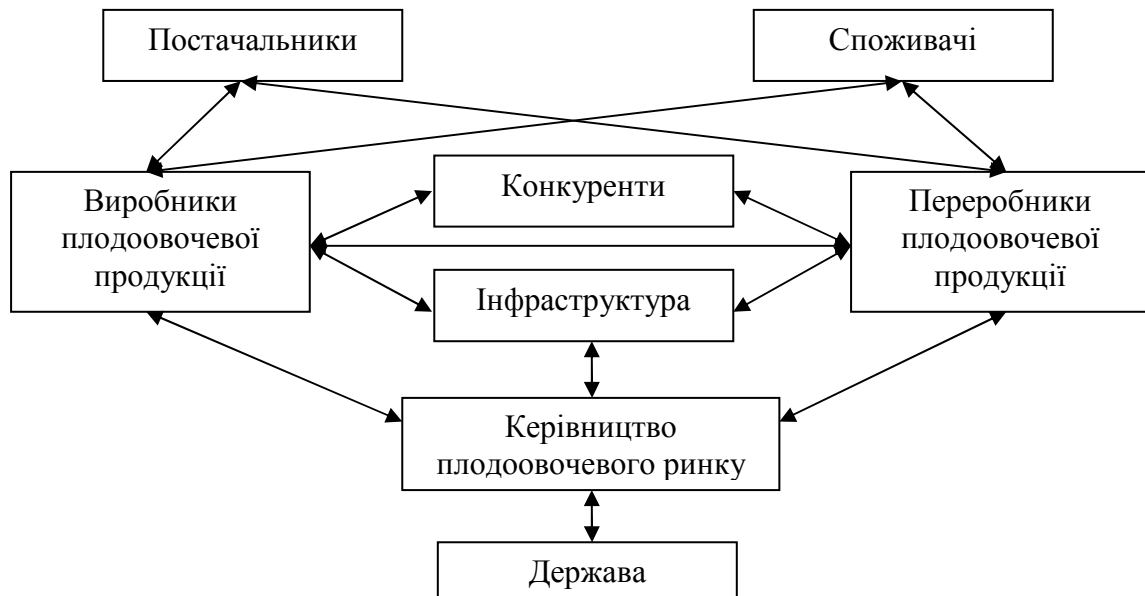 Постачальники
Споживачі
Виробники
плодоовочевої
продукції
Конкуренти
Переробники
плодоовочевої
продукції
Інфраструктура
Керівництво
плодоовочевого ринку
Держава